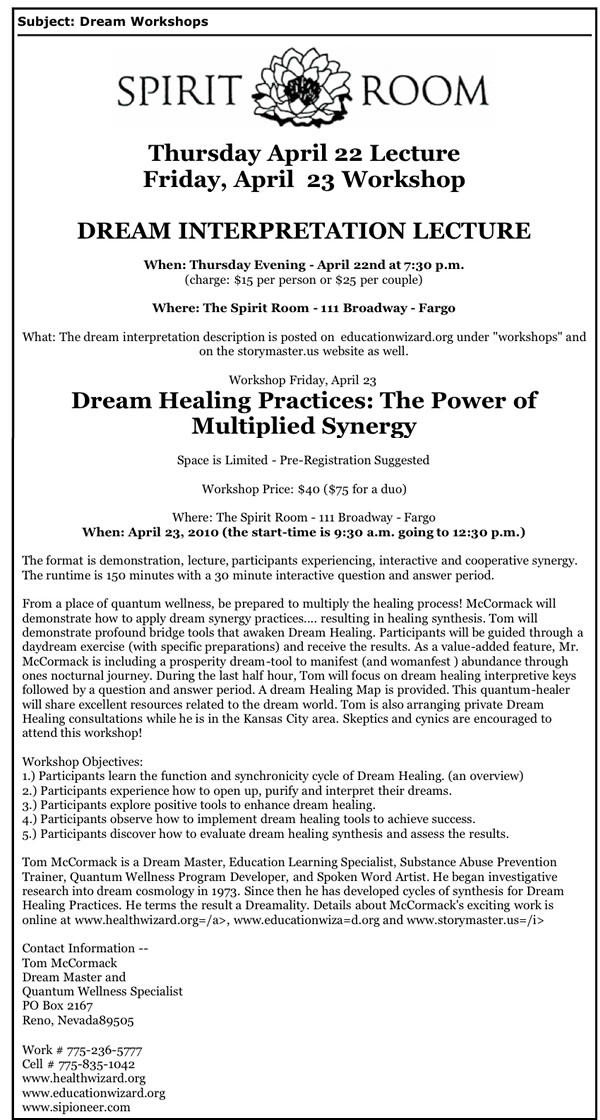 Subject: Dream Workshops
SPIRIT ROOM
Thursday April 22 Lecture
Friday, April 23 Workshop
DREAM INTERPRETATION LECTURE
When: Thursday Evening - April 22nd at 7:30 p.m.
(charge: $15 per person or $25 per couple)
Where: The Spirit Room - 111 Broadway - Fargo
What: The dream interpretation description is posted on educationwizard.org under "workshops" and
on the storymaster.us website as well.
Workshop Friday, April 23
Dream Healing Practices: The Power of
Multiplied Synergy
Space is Limited - Pre-Registration Suggested
Workshop Price: $40 ($75 for a duo)
Where: The Spirit Room - 111 Broadway - Fargo
When: April 23, 2010 (the start-time is 9:30 a.m. going to 12:30 p.m.)
The format is demonstration, lecture, participants experiencing, interactive and cooperative synergy.
The runtime is 150 minutes with a 30 minute interactive question and answer period.
From a place of quantum wellness, be prepared to multiply the healing process! McCormack will
demonstrate how to apply dream synergy practices.... resulting in healing synthesis. Tom will
demonstrate profound bridge tools that awaken Dream Healing. Participants will be guided through a
daydream exercise (with specific preparations) and receive the results. As a value-added feature, Mr.
McCormack is including a prosperity dream-tool to manifest (and womanfest ) abundance through
ones nocturnal journey. During the last half hour, Tom will focus on dream healing interpretive keys
followed by a question and answer period. A dream Healing Map is provided. This quantum-healer
will share excellent resources related to the dream world. Tom is also arranging private Dream
Healing consultations while he is in the Kansas City area. Skeptics and cynics are encouraged to
attend this workshop!
Workshop Objectives:
1.) Participants learn the function and synchronicity cycle of Dream Healing. (an overview)
2.) Participants experience how to open up, purify and interpret their dreams.
3.) Participants explore positive tools to enhance dream healing.
4.) Participants observe how to implement dream healing tools to achieve success.
5.) Participants discover how to evaluate dream healing synthesis and assess the results.
Tom McCormack is a Dream Master, Education Learning Specialist, Substance Abuse Prevention
Trainer, Quantum Wellness Program Developer, and Spoken Word Artist. He began investigative
research into dream cosmology in 1973. Since then he has developed cycles of synthesis for Dream
Healing Practices. He terms the result a Dreamality. Details about McCormack's exciting work is
online at www.healthwizard.org=/a>, www.educationwiza=d.org and www.storymaster.us=/i>
Contact Information --
Tom McCormack
Dream Master and
Quantum Wellness Specialist
PO Box 2167
Reno, Nevada89505
Work # 775-236-5777
Cell # 775-835-1042
www.healthwizard.org
www.educationwizard.org
www.sipioneer.com